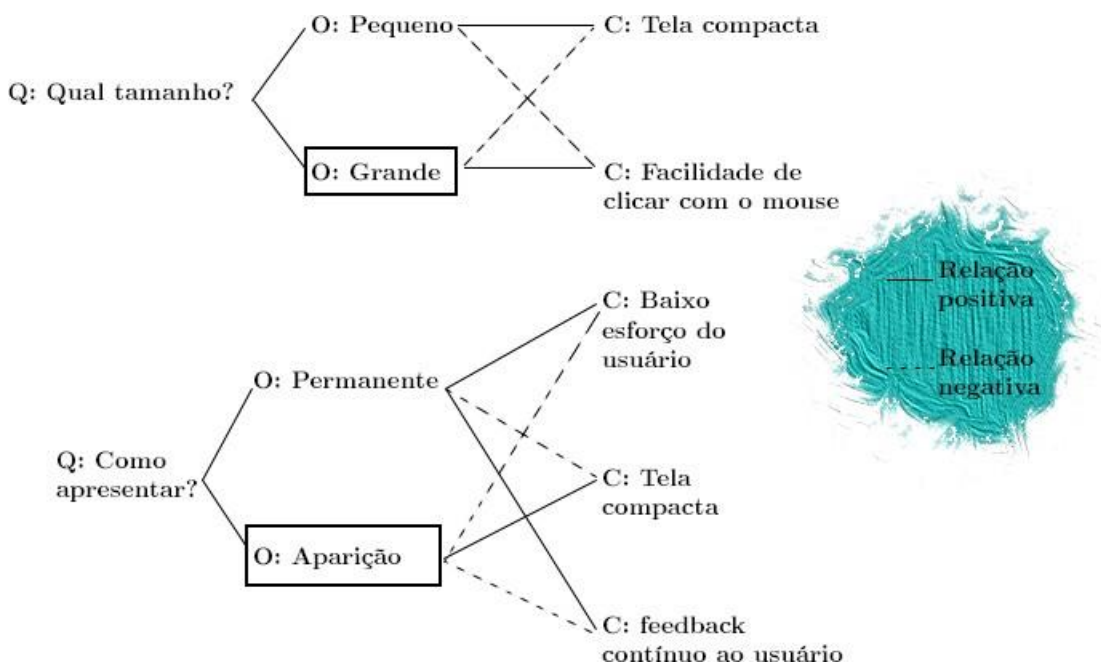 O: Pequeno
C: Tela compacta
Q: Qual tamanho?
O: Grande
C: Facilidade de
clicar com o mouse
Relação
positiva
Relação
negativa
C: Baixo
esforço do
usuário
O: Permanente
Q: Como
apresentar?
C: Tela
compacta
O: Aparição
C: feedback
contínuo ao usuário